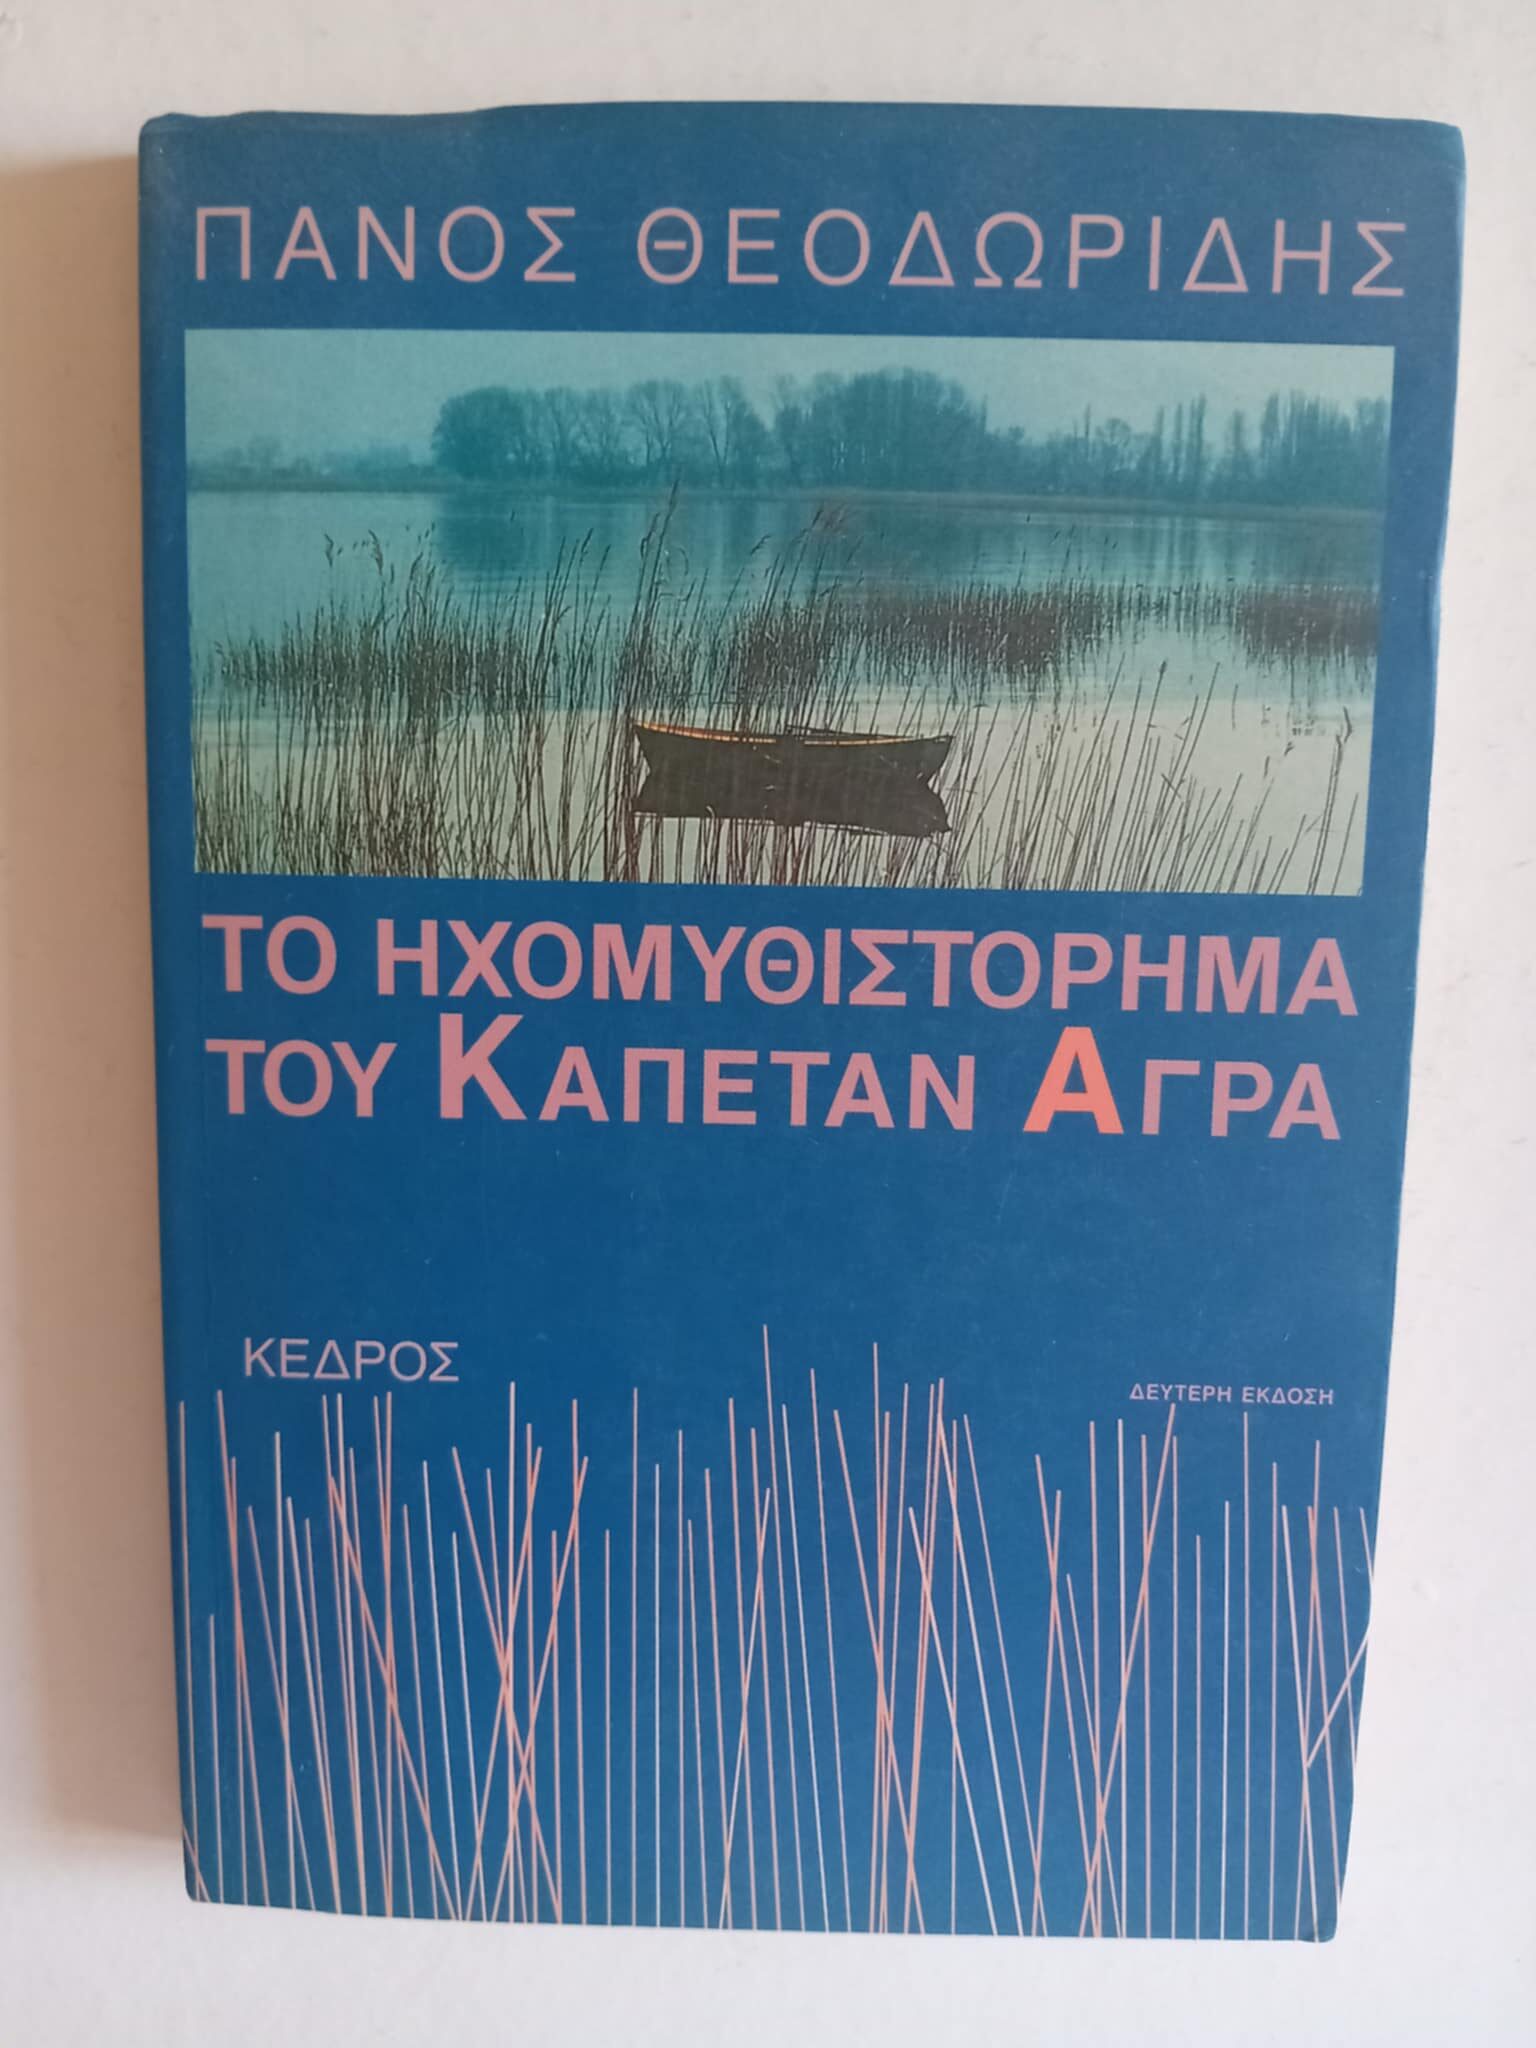 ΠΑΝΟΣ ΘΕΟΔΩΡΙΔΗΣ
ΤΟ ΗΧΟΜΥΘΙΣΤΟΡΗΜΑ
ΤΟΥ ΚΑΠΕΤΑΝ ΑΓΡΑ
ΚΕΔΡΟΣ
ΔΕΥΤΕΡΗ ΕΚΔΟΣΗ